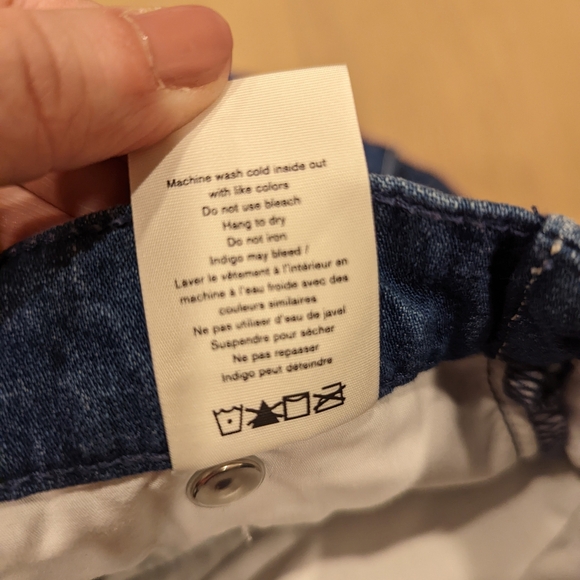 Machine wash cold inside out
with like colors
Do not use bleach
Hang to dry
Do not iron
Indigo may bleed /
Laver le vêtement à l'intérieur en
machine à l'eau froide avec des
couleurs similaires
Ne pas utiliser d'eau de javel
Suspendre pour sécher
Ne pas repasser
Indigo peut déteindre